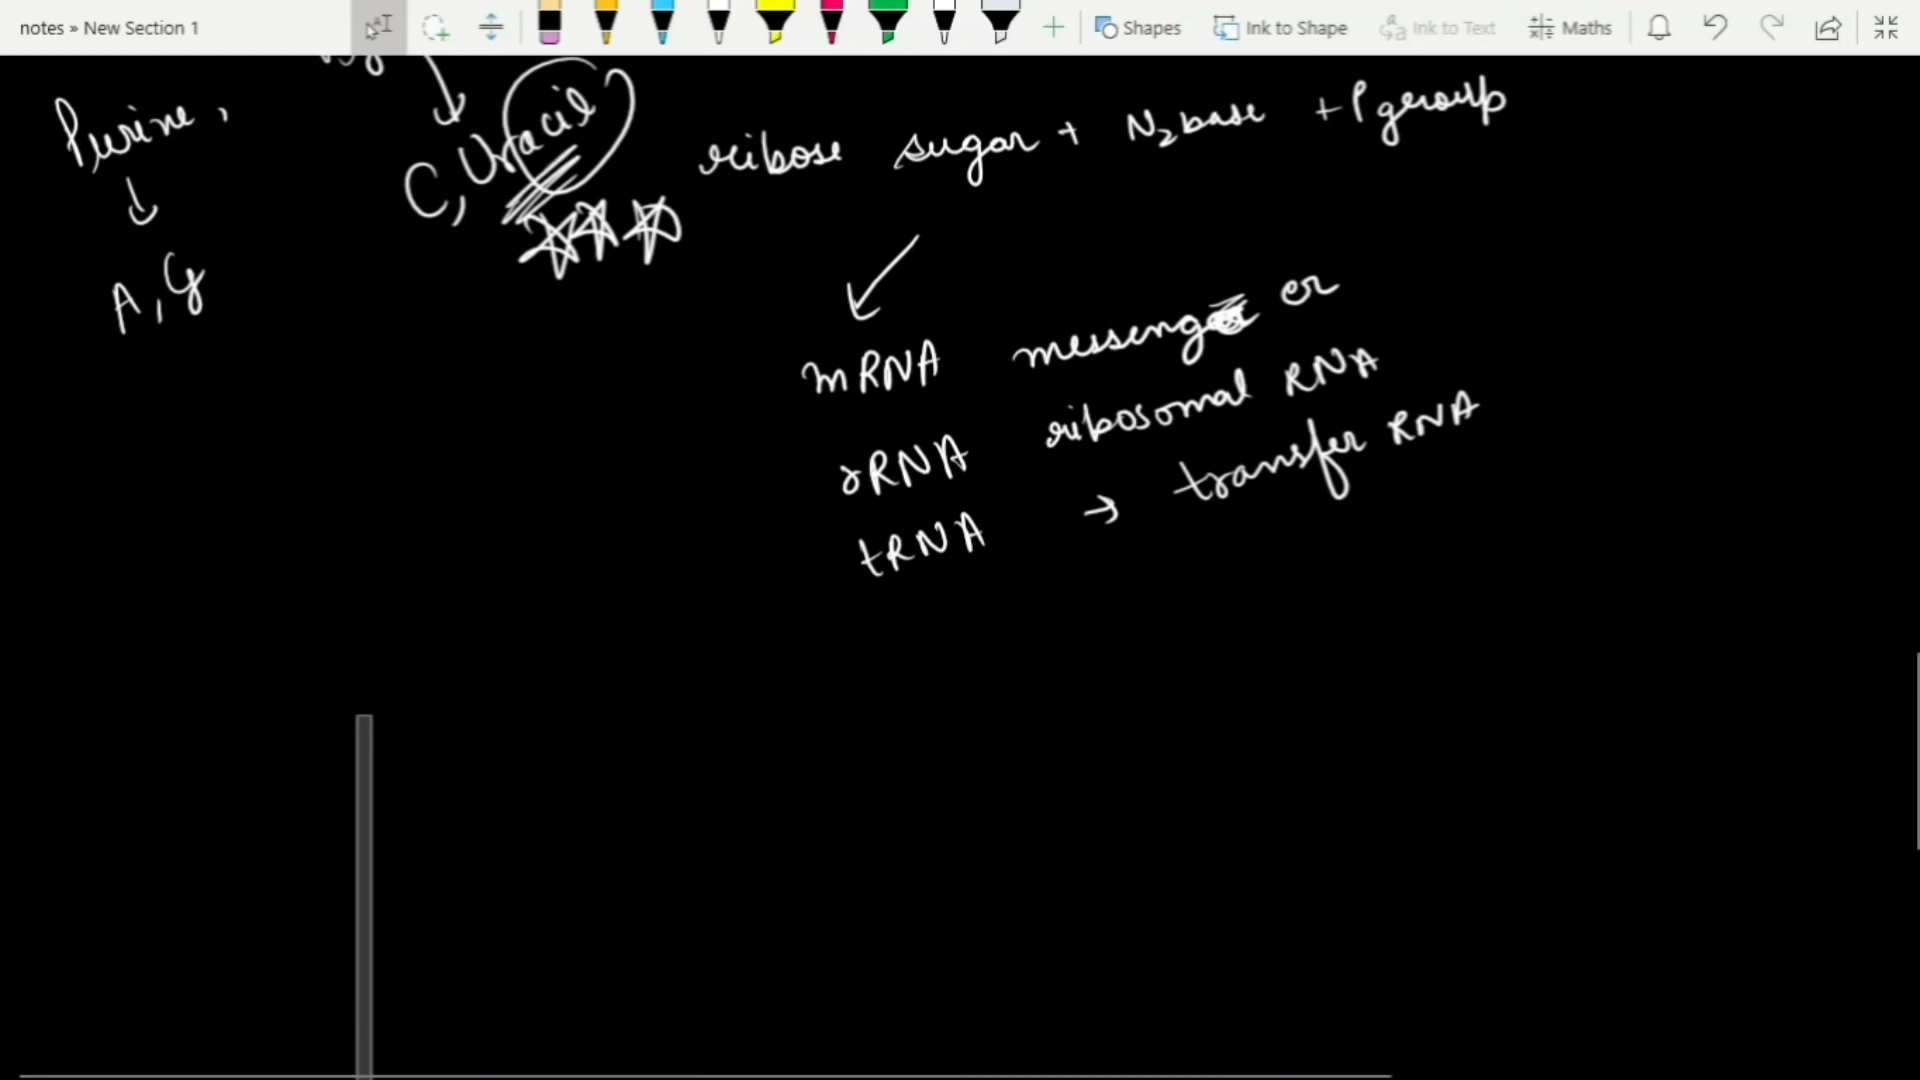 notes » New Section 1
Shapes
Ink to Shape
Ink to Text
Maths
Purine,
A, G
C, Uracil
ribose sugar + N2 base + P group
mRNA messenger er
rRNA ribosomal RNA
tRNA → transfer RNA